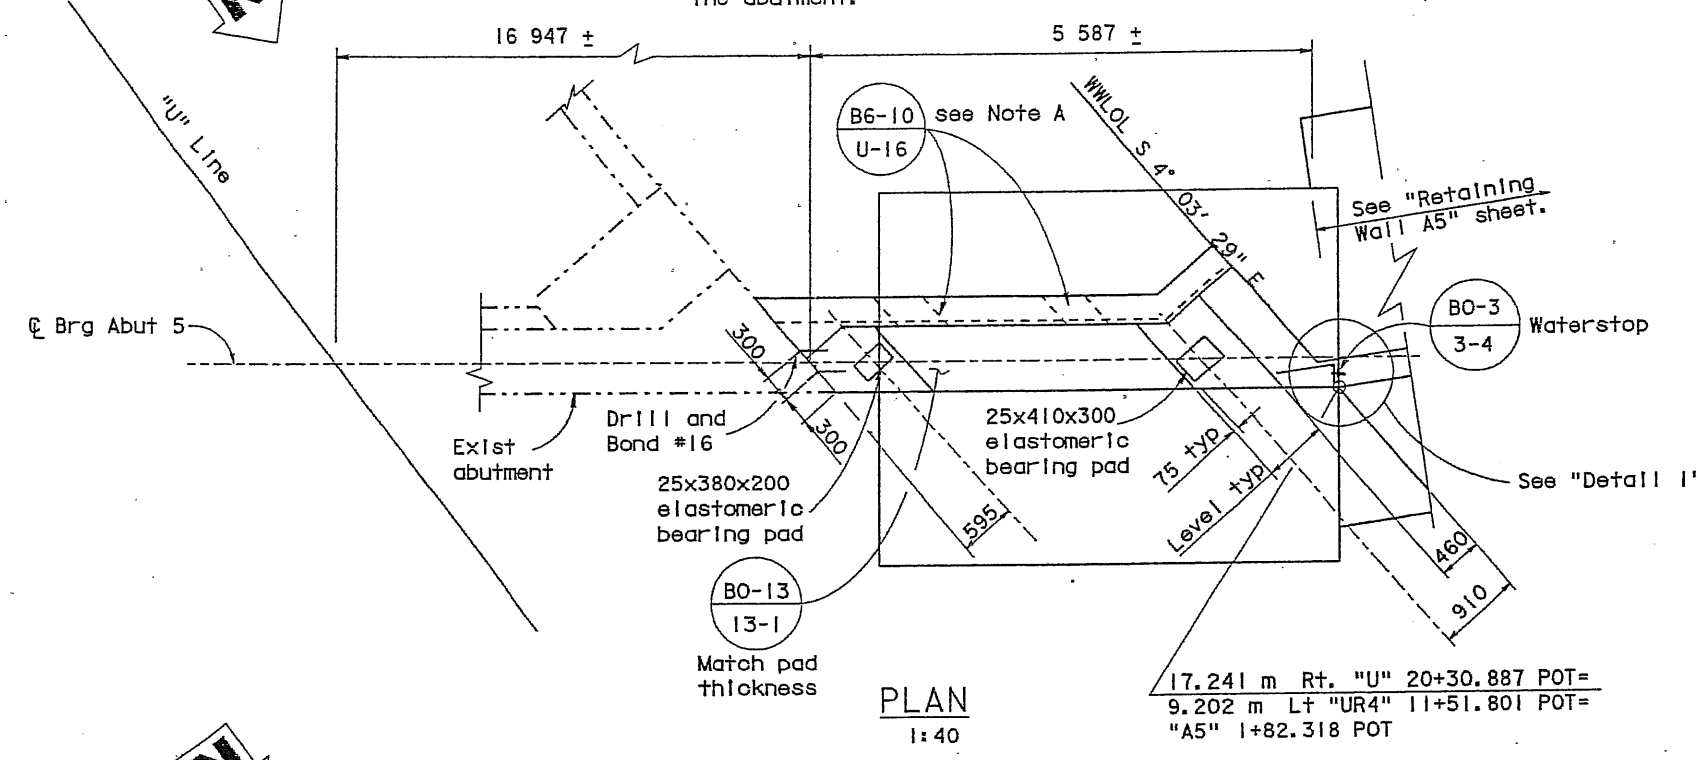 the abutment.
16 947 ±
5 587 ±
"U" Line
B6-10
U-16
see Note A
WWLOL S 4° 03' 29" E
See "Retaining
Wall A5" sheet.
℄ Brg Abut 5
B0-3
3-4
Waterstop
300
300
Drill and
Bond #16
Exist
abutment
25x380x200
elastomeric
bearing pad
25x410x300
elastomeric
bearing pad
75 typ
Level typ
See "Detail 1"
595
460
910
B0-13
13-1
Match pad
thickness
PLAN
1:40
17.241 m Rt. "U" 20+30.887 POT=
9.202 m Lt "UR4" 11+51.801 POT=
"A5" 1+82.318 POT